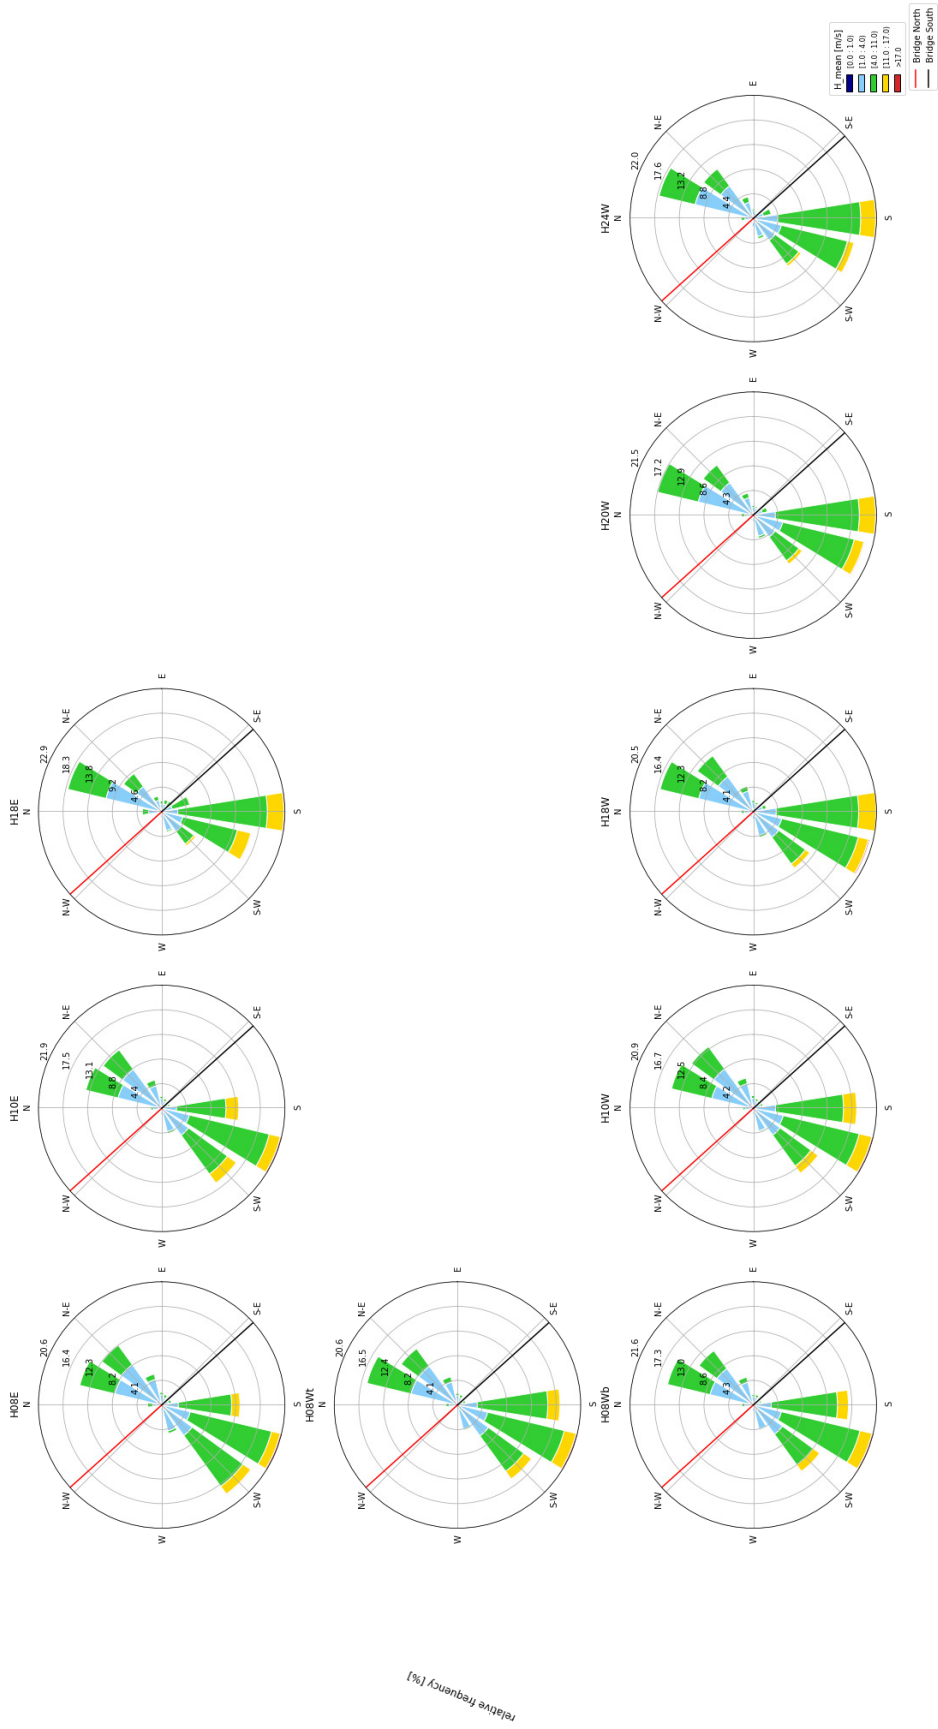 relative frequency [%]
H08E
N
20.6
16.4
12.3
8.2
4.1
N-W
N-E
W
E
S-W
S-E
S
H10E
N
21.9
17.5
13.1
8.8
4.4
N-W
N-E
W
E
S-W
S-E
S
H18E
N
22.9
18.3
13.8
9.2
4.6
N-W
N-E
W
E
S-W
S-E
S
H08Wt
N
20.6
16.5
12.4
8.2
4.1
N-W
N-E
W
E
S-W
S-E
S
H08Wb
N
21.6
17.3
13.0
8.6
4.3
N-W
N-E
W
E
S-W
S-E
S
H10W
N
20.9
16.7
12.5
8.4
4.2
N-W
N-E
W
E
S-W
S-E
S
H18W
N
20.5
16.4
12.3
8.2
4.1
N-W
N-E
W
E
S-W
S-E
S
H20W
N
21.5
17.2
12.9
8.6
4.3
N-W
N-E
W
E
S-W
S-E
S
H24W
N
22.0
17.6
13.2
8.8
4.4
N-W
N-E
W
E
S-W
S-E
S
H_mean [m/s]
[0.0 : 1.0)
[1.0 : 4.0)
[4.0 : 11.0)
[11.0 : 17.0)
>17.0
Bridge North
Bridge South